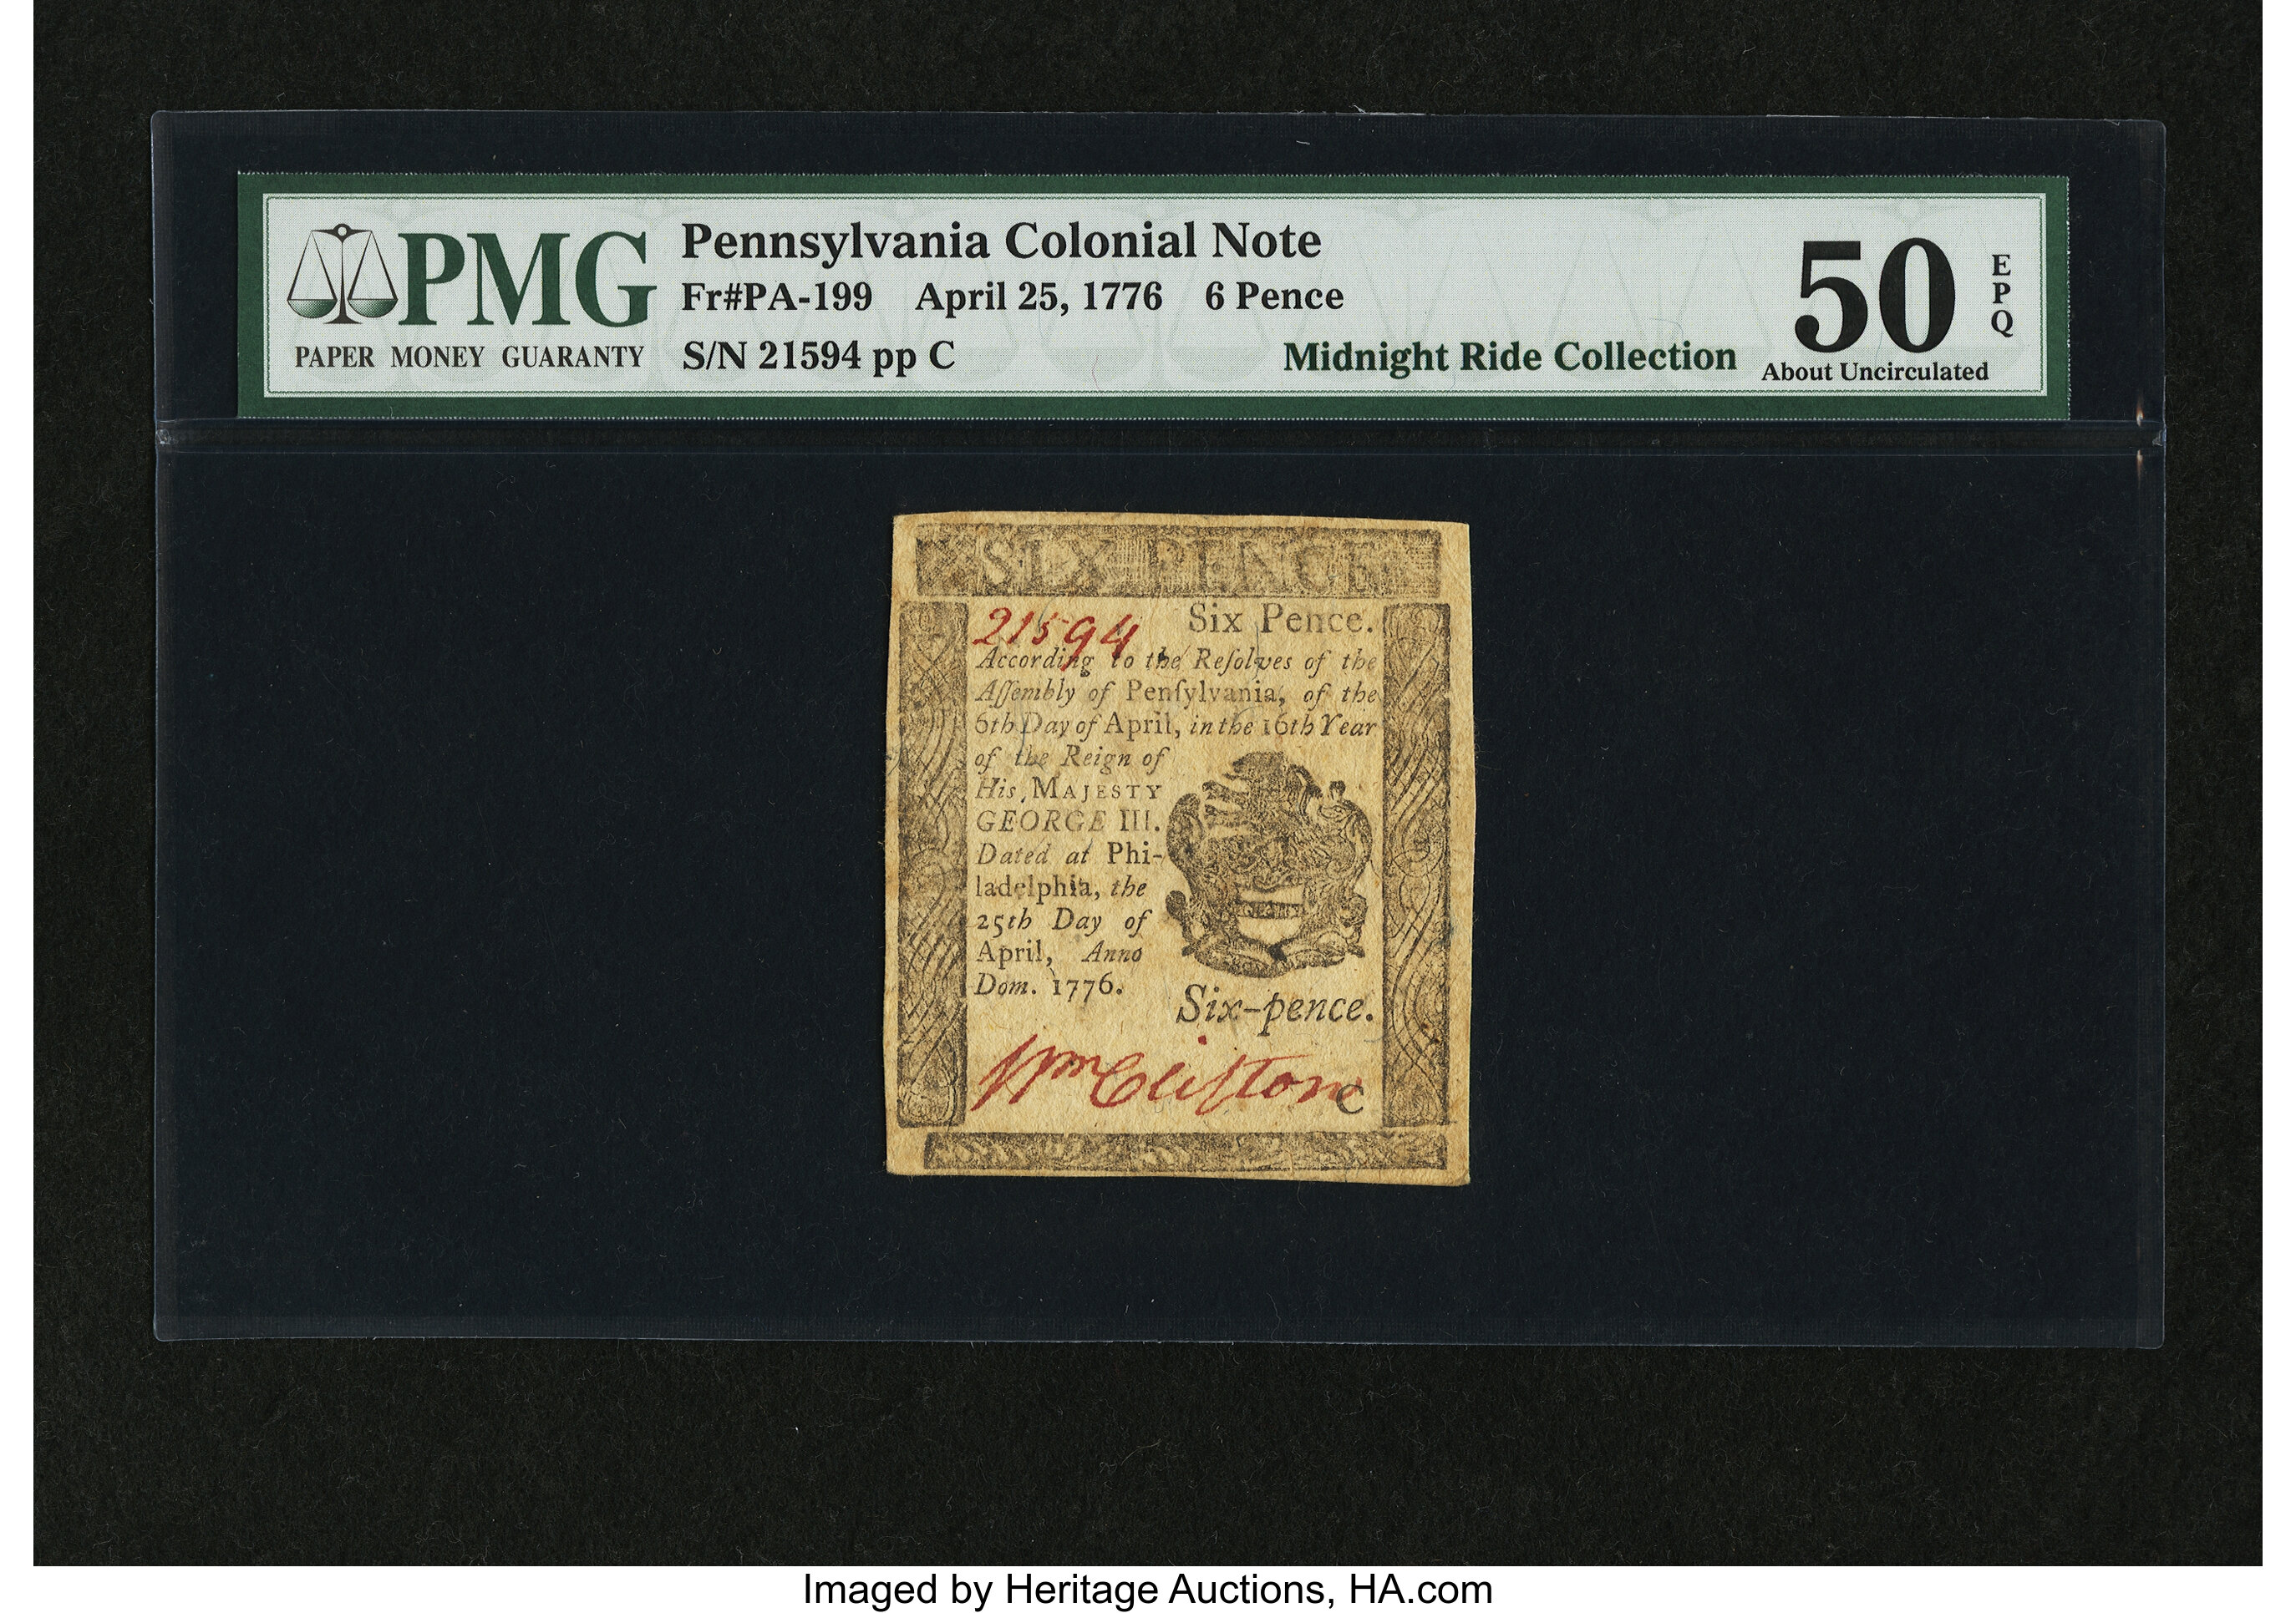 PMG
PAPER MONEY GUARANTY
Pennsylvania Colonial Note
Fr#PA-199 April 25, 1776 6 Pence
S/N 21594 pp C
Midnight Ride Collection
50
EPQ
About Uncirculated
SIX PENCE
21594 Six Pence.
According to the Reſolves of the
Aſſembly of Penſylvania, of the
6th Day of April, in the 16th Year
of the Reign of
His MAJESTY
GEORGE III.
Dated at Phi-
ladelphia, the
25th Day of
April, Anno
Dom. 1776.
Six-pence.
Wm Clifton
C
Imaged by Heritage Auctions, HA.com